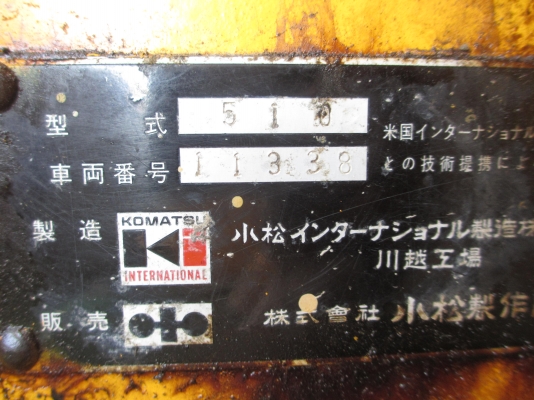 型式 510
米国インターナショナル
車両番号 11338
との技術提携によ
製造 KOMATSU INTERNATIONAL 小松インターナショナル製造株
川越工場
販売 株式會社 小松製作